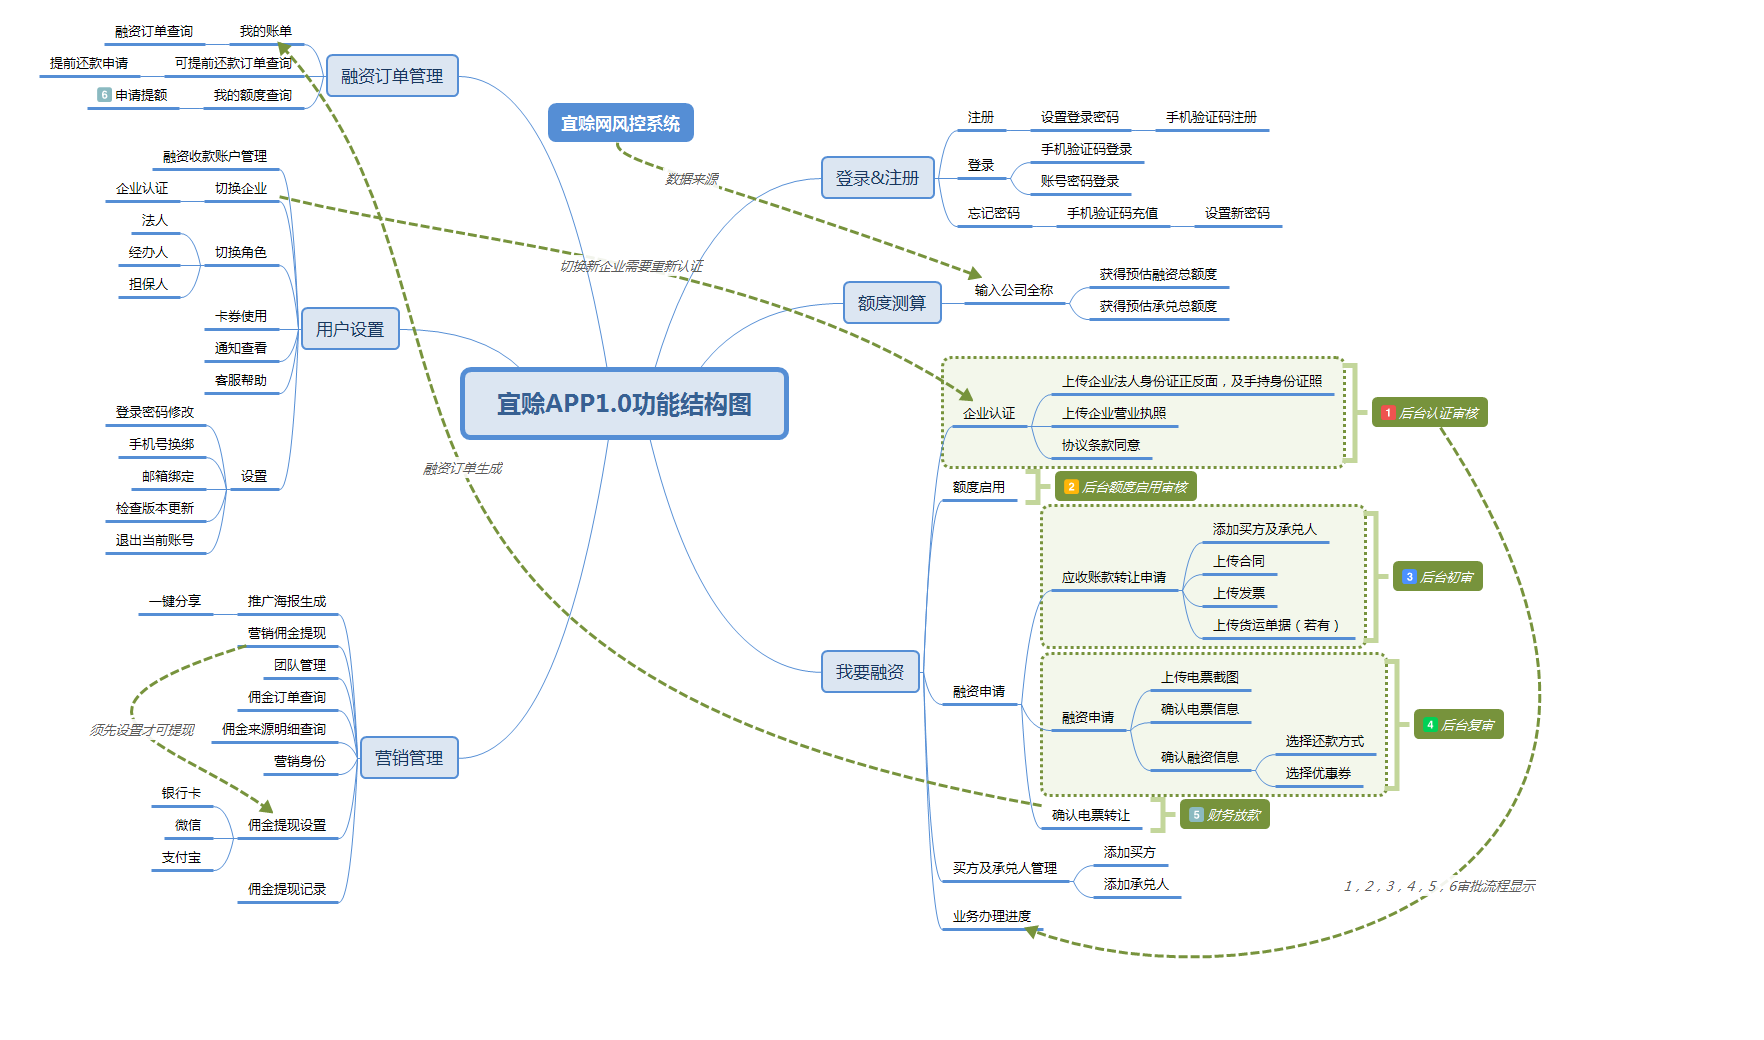 宜赊APP1.0功能结构图
融资订单管理
我的账单
融资订单查询
可提前还款订单查询
提前还款申请
我的额度查询
6 申请提额
用户设置
融资收款账户管理
切换企业
企业认证
切换角色
法人
经办人
担保人
卡券使用
通知查看
客服帮助
设置
登录密码修改
手机号换绑
邮箱绑定
检查版本更新
退出当前账号
营销管理
推广海报生成
一键分享
营销佣金提现
团队管理
佣金订单查询
佣金来源明细查询
营销身份
佣金提现设置
银行卡
微信
支付宝
佣金提现记录
须先设置才可提现
宜赊网风控系统
数据来源
切换新企业需要重新认证
融资订单生成
登录&注册
注册
设置登录密码
手机验证码注册
登录
手机验证码登录
账号密码登录
忘记密码
手机验证码充值
设置新密码
额度测算
输入公司全称
获得预估融资总额度
获得预估承兑总额度
我要融资
企业认证
上传企业法人身份证正反面，及手持身份证照
上传企业营业执照
协议条款同意
1 后台认证审核
额度启用
2 后台额度启用审核
融资申请
应收账款转让申请
添加买方及承兑人
上传合同
上传发票
上传货运单据（若有）
3 后台初审
融资申请
上传电票截图
确认电票信息
确认融资信息
选择还款方式
选择优惠券
4 后台复审
确认电票转让
5 财务放款
买方及承兑人管理
添加买方
添加承兑人
业务办理进度
1，2，3，4，5，6审批流程显示